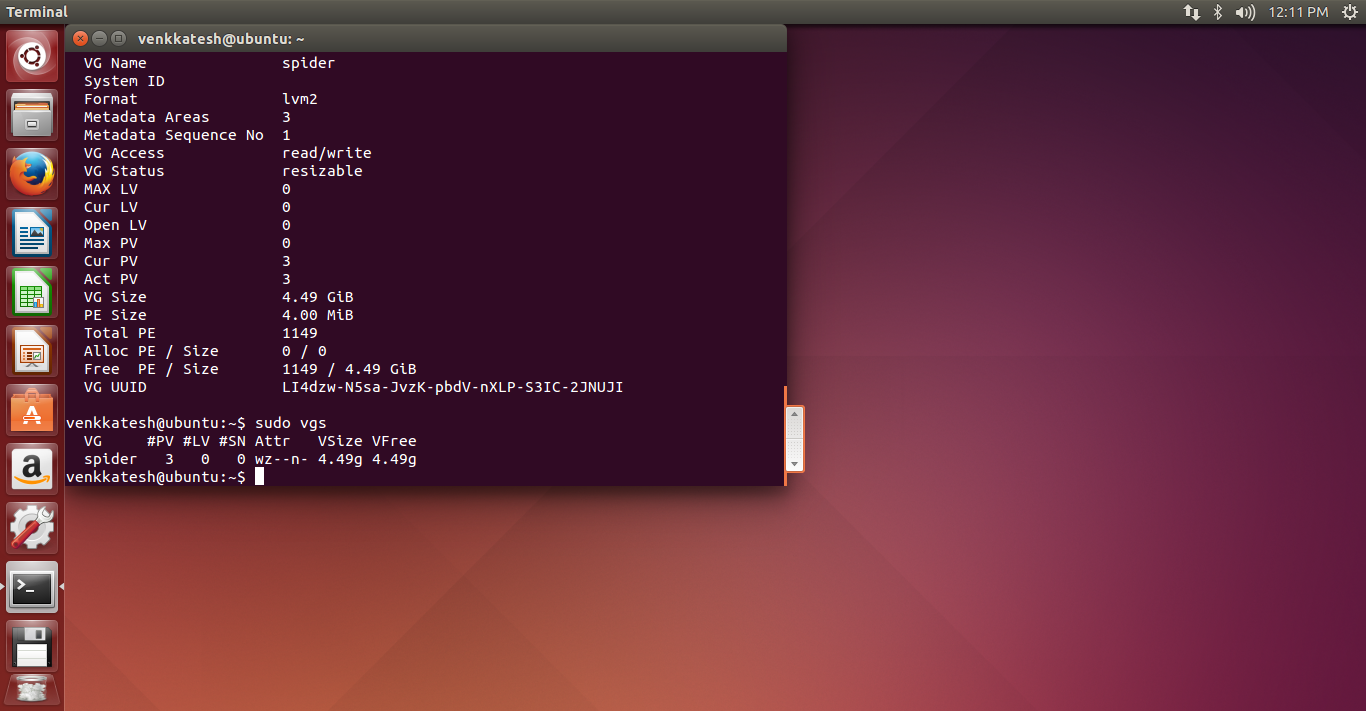 Terminal
12:11 PM
venkkatesh@ubuntu: ~
VG Name spider
System ID
Format lvm2
Metadata Areas 3
Metadata Sequence No 1
VG Access read/write
VG Status resizable
MAX LV 0
Cur LV 0
Open LV 0
Max PV 0
Cur PV 3
Act PV 3
VG Size 4.49 GiB
PE Size 4.00 MiB
Total PE 1149
Alloc PE / Size 0 / 0
Free PE / Size 1149 / 4.49 GiB
VG UUID LI4dzw-N5sa-JvzK-pbdV-nXLP-S3IC-2JNUJI
venkkatesh@ubuntu:~$ sudo vgs
VG #PV #LV #SN Attr VSize VFree
spider 3 0 0 wz--n- 4.49g 4.49g
venkkatesh@ubuntu:~$